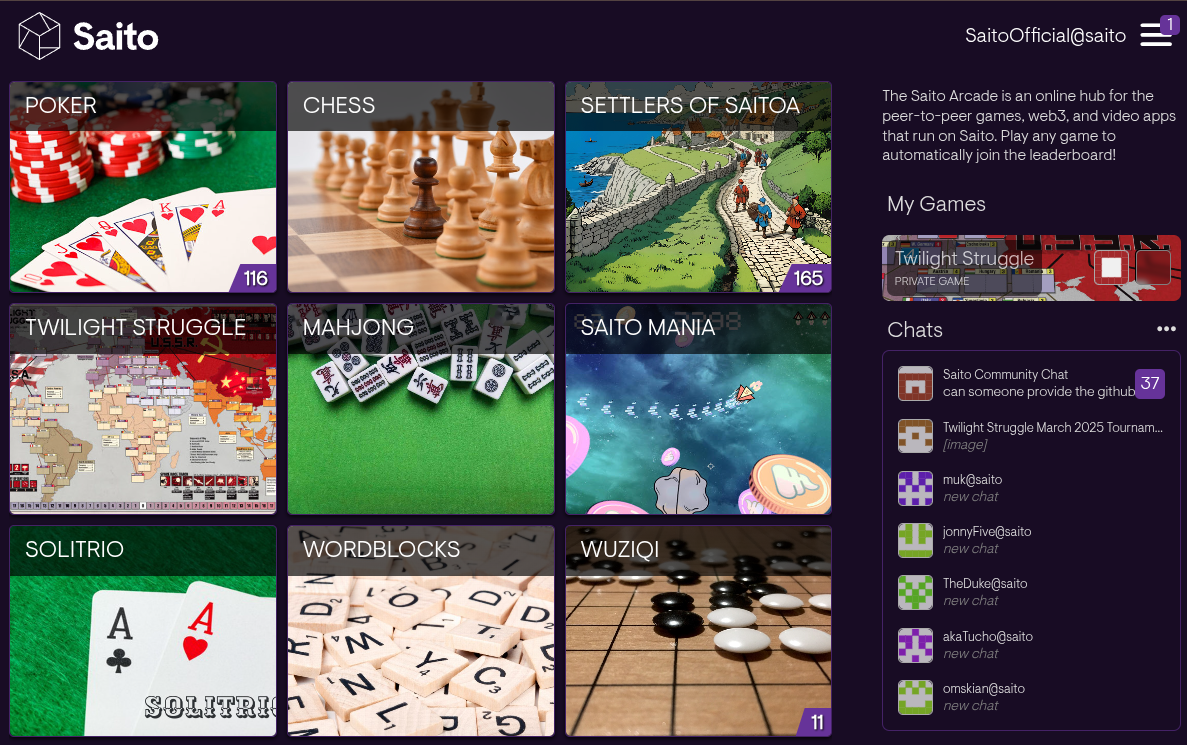 Saito
SaitoOfficial@saito
1
POKER
116
CHESS
SETTLERS OF SAITOA
165
TWILIGHT STRUGGLE
U.S.S.R.
MAHJONG
SAITO MANIA
SOLITRIO
A
A
SOLITRIO
WORDBLOCKS
WUZIQI
11
The Saito Arcade is an online hub for the
peer-to-peer games, web3, and video apps
that run on Saito. Play any game to
automatically join the leaderboard!
My Games
Twilight Struggle
PRIVATE GAME
Chats
Saito Community Chat
can someone provide the github
37
Twilight Struggle March 2025 Tournam...
[image]
muk@saito
new chat
jonnyFive@saito
new chat
TheDuke@saito
new chat
akaTucho@saito
new chat
omskian@saito
new chat